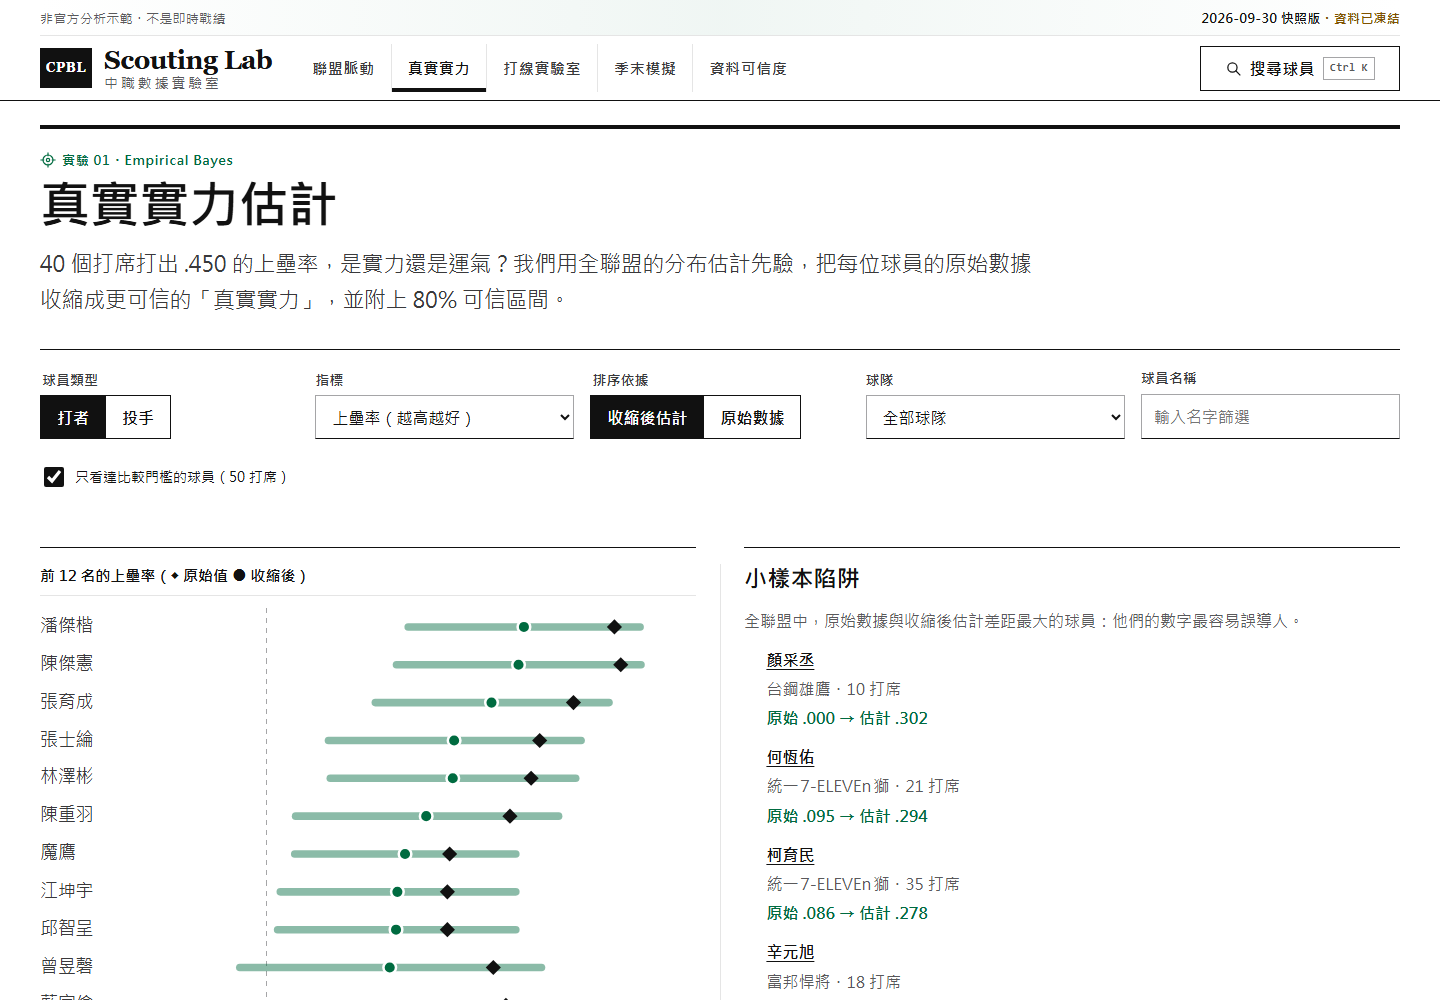 非官方分析示範・不是即時戰績
2026-09-30 快照版・資料已凍結
CPBL
Scouting Lab
中職數據實驗室
聯盟脈動
真實實力
打線實驗室
季末模擬
資料可信度
搜尋球員 Ctrl K
實驗 01・Empirical Bayes
真實實力估計
40 個打席打出 .450 的上壘率，是實力還是運氣？我們用全聯盟的分布估計先驗，把每位球員的原始數據
收縮成更可信的「真實實力」，並附上 80% 可信區間。
球員類型
指標
排序依據
球隊
球員名稱
打者
投手
上壘率（越高越好）
收縮後估計
原始數據
全部球隊
輸入名字篩選
只看達比較門檻的球員（50 打席）
前 12 名的上壘率（◆ 原始值 ● 收縮後）
潘傑楷
陳傑憲
張育成
張士綸
林澤彬
陳重羽
魔鷹
江坤宇
邱智呈
曾昱磬
小樣本陷阱
全聯盟中，原始數據與收縮後估計差距最大的球員：他們的數字最容易誤導人。
顏采丞
台鋼雄鷹・10 打席
原始 .000 → 估計 .302
何恆佑
統一7-ELEVEn 獅・21 打席
原始 .095 → 估計 .294
柯育民
統一7-ELEVEn 獅・35 打席
原始 .086 → 估計 .278
辛元旭
富邦悍將・18 打席